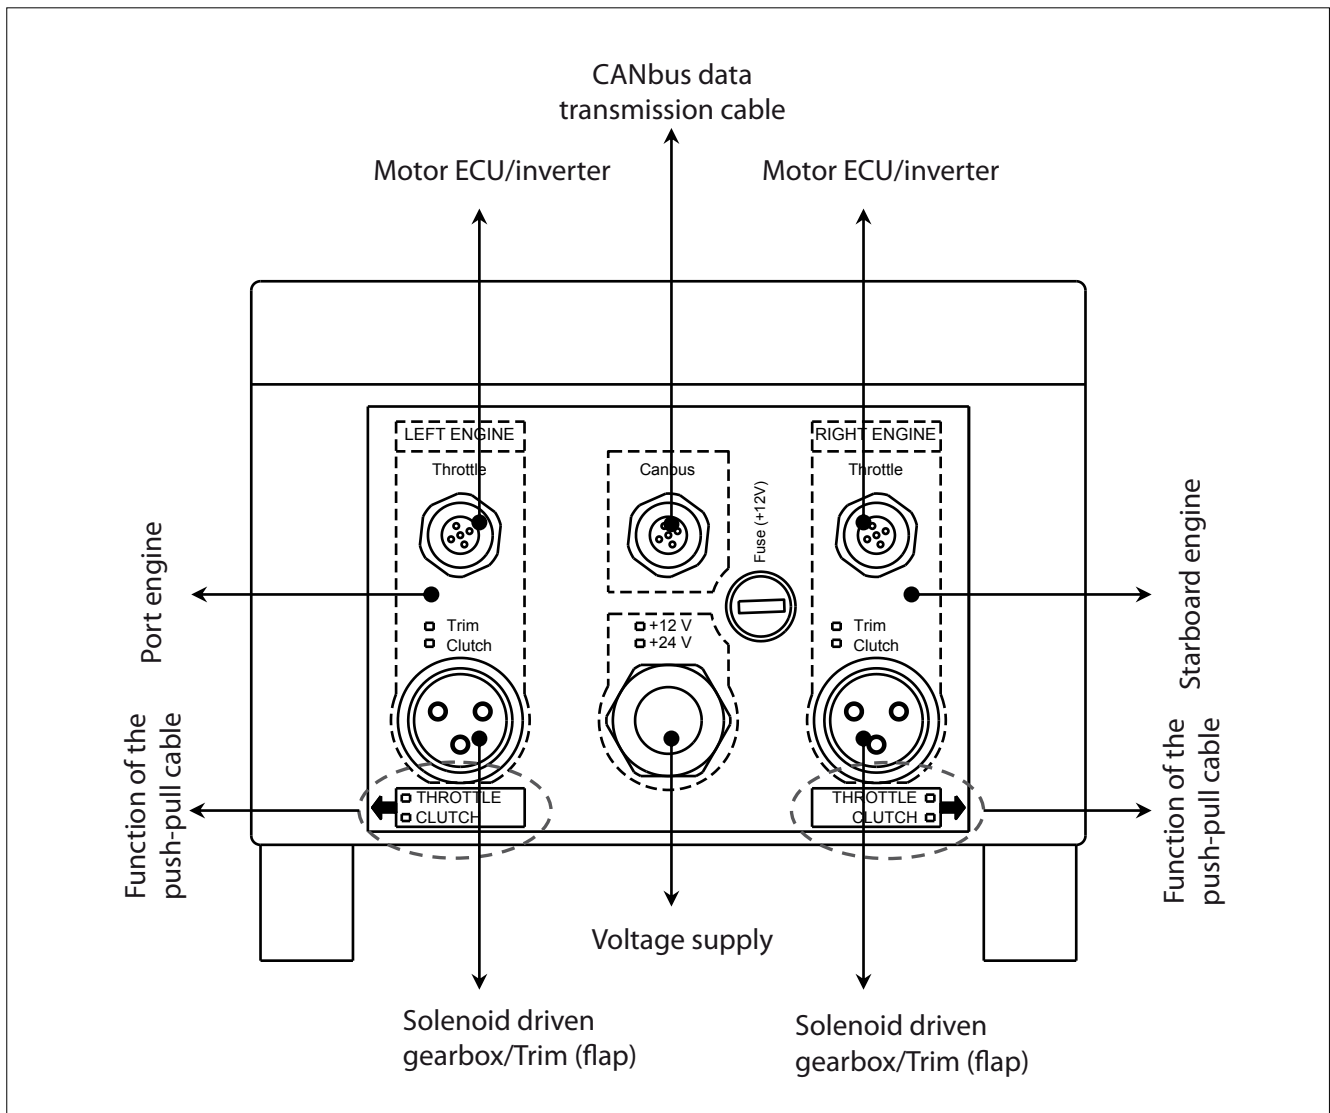 CANbus data
transmission cable
Motor ECU/inverter
Motor ECU/inverter
LEFT ENGINE
RIGHT ENGINE
Throttle
Canbus
Throttle
Fuse (+12V)
Port engine
Starboard engine
Trim
Clutch
+12 V
+24 V
Trim
Clutch
Function of the
push-pull cable
THROTTLE
CLUTCH
THROTTLE
CLUTCH
Function of the
push-pull cable
Voltage supply
Solenoid driven
gearbox/Trim (flap)
Solenoid driven
gearbox/Trim (flap)